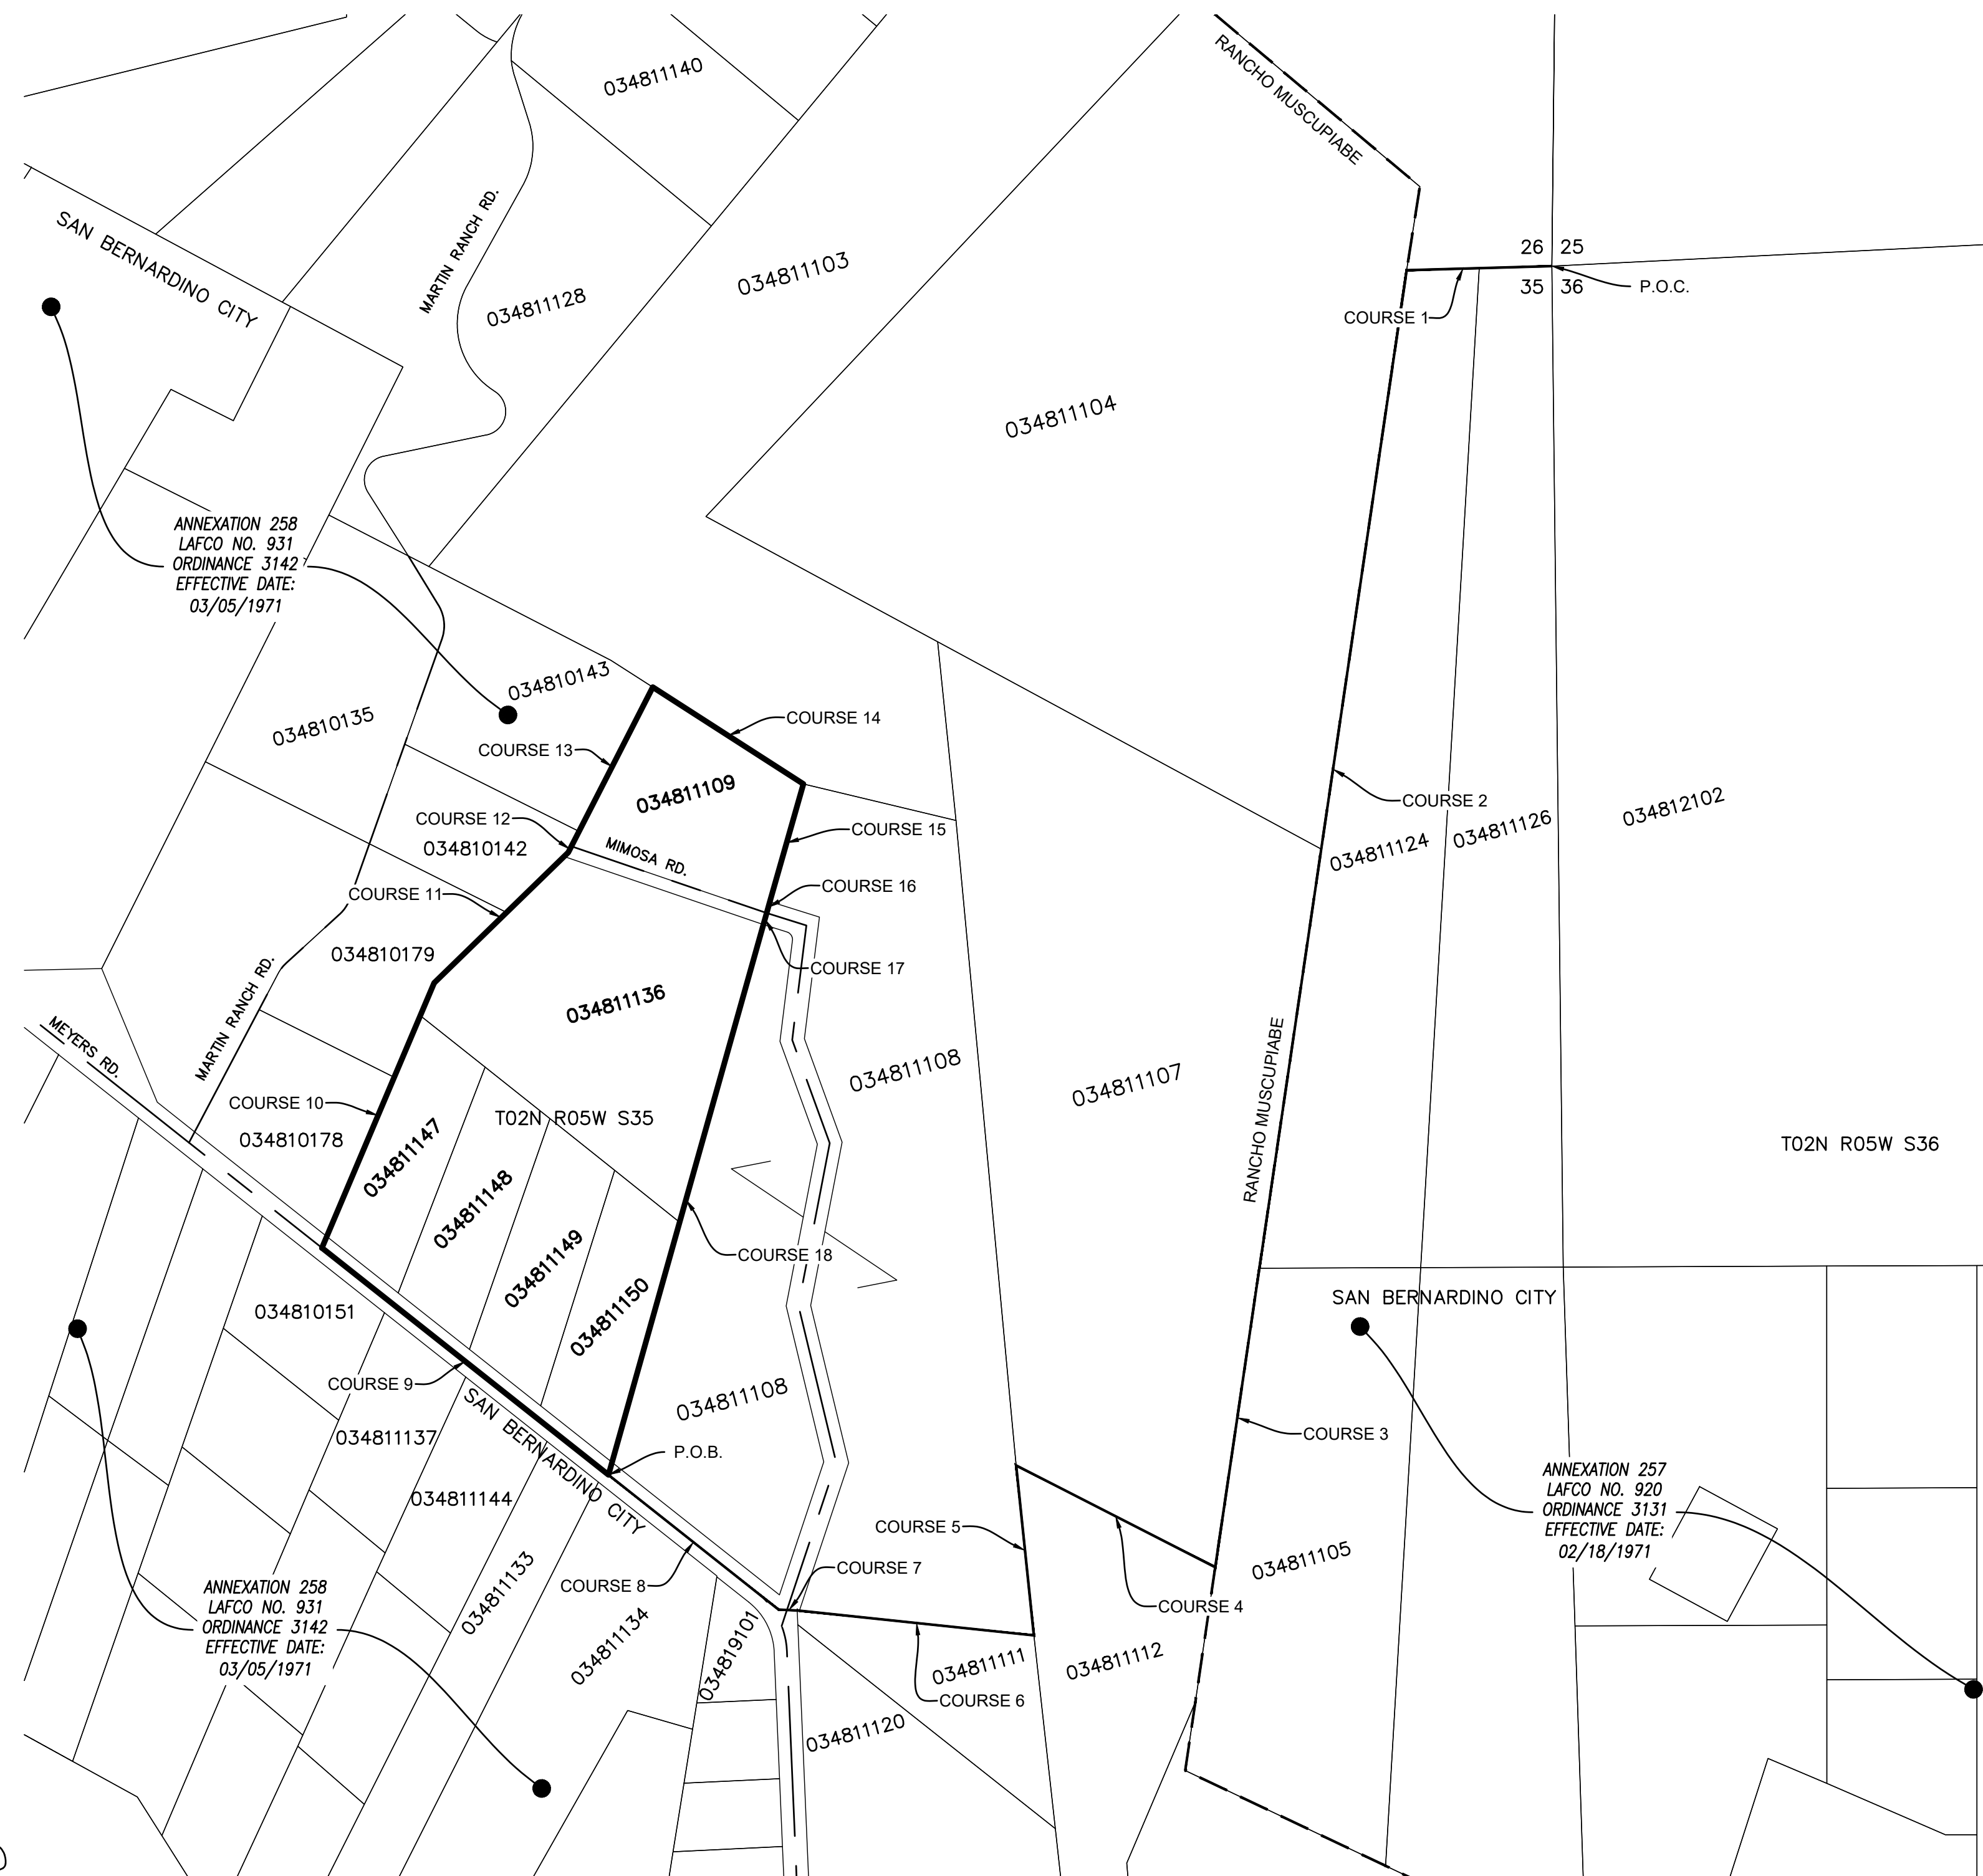 034811140
RANCHO MUSCUPIABE
MARTIN RANCH RD.
SAN BERNARDINO CITY
034811103
034811128
26 25
35 36
P.O.C.
COURSE 1
034811104
ANNEXATION 258
LAFCO NO. 931
ORDINANCE 3142
EFFECTIVE DATE:
03/05/1971
034810143
034810135
COURSE 14
COURSE 13
034811109
COURSE 12
034810142
MIMOSA RD.
COURSE 15
COURSE 2
034811124
034811126
034812102
COURSE 11
COURSE 16
034810179
COURSE 17
MARTIN RANCH RD.
034811136
MEYERS RD.
034811108
034811107
RANCHO MUSCUPIABE
COURSE 10
034810178
T02N R05W S35
T02N R05W S36
034811147
034811148
034811149
034811150
COURSE 18
034810151
SAN BERNARDINO CITY
COURSE 9
034811108
SAN BERNARDINO CITY
034811137
COURSE 3
P.O.B.
034811144
ANNEXATION 257
LAFCO NO. 920
ORDINANCE 3131
EFFECTIVE DATE:
02/18/1971
COURSE 5
034811105
COURSE 7
034811133
COURSE 8
COURSE 4
ANNEXATION 258
LAFCO NO. 931
ORDINANCE 3142
EFFECTIVE DATE:
03/05/1971
034811134
034819101
034811111
034811112
COURSE 6
034811120